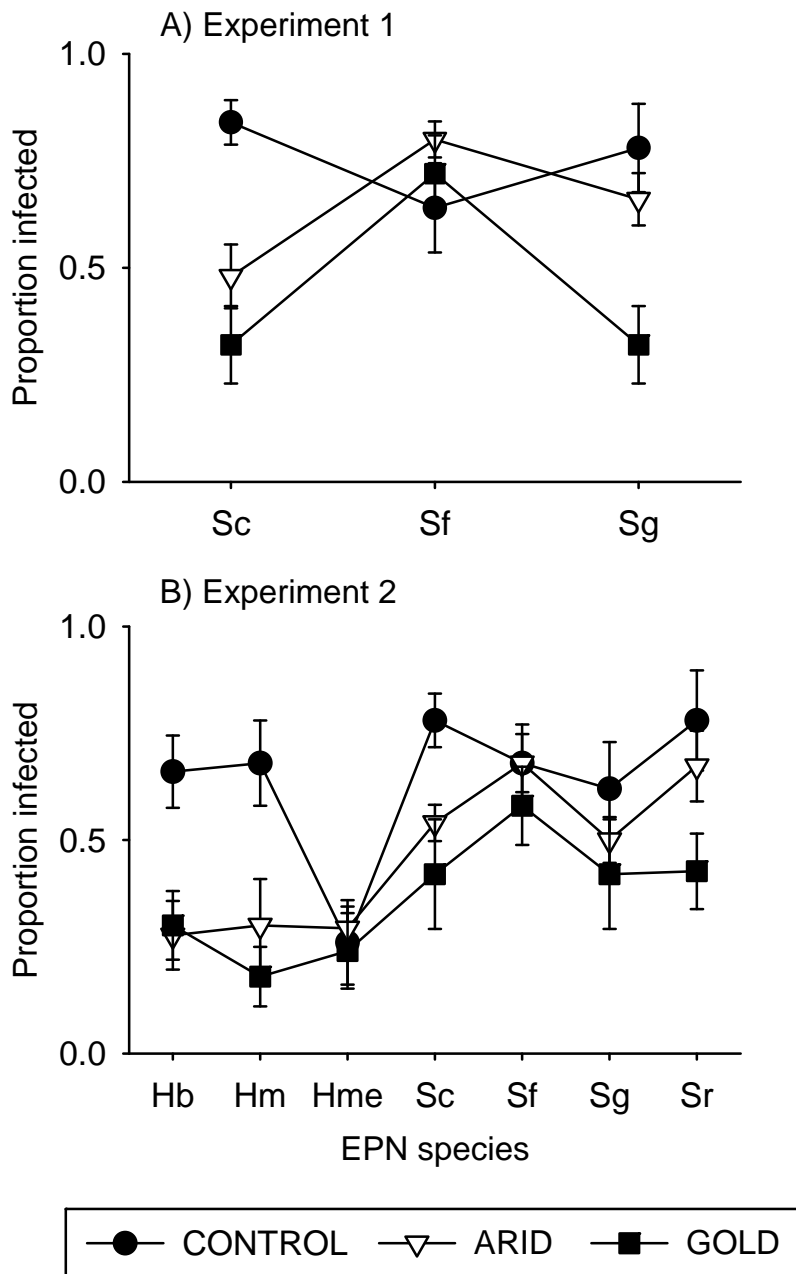 A) Experiment 1
1.0
0.5
0.0
Proportion infected
Sc Sf Sg
B) Experiment 2
1.0
0.5
0.0
Proportion infected
Hb Hm Hme Sc Sf Sg Sr
EPN species
CONTROL ARID GOLD